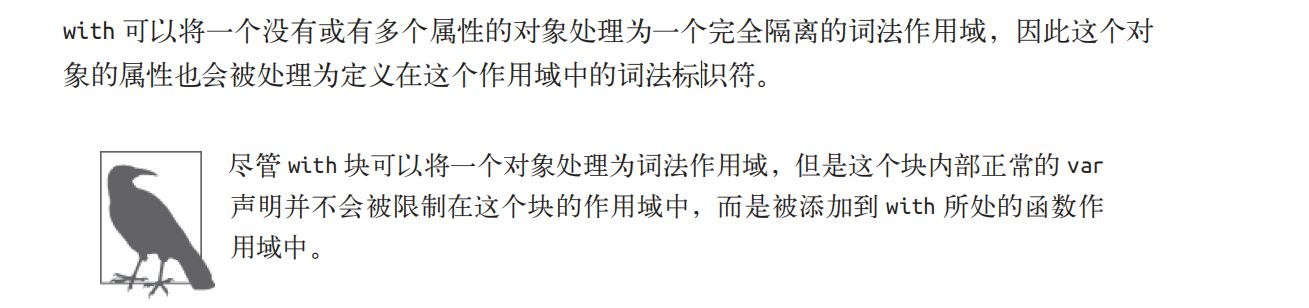 with 可以将一个没有或有多个属性的对象处理为一个完全隔离的词法作用域，因此这个对
象的属性也会被处理为定义在这个作用域中的词法标识符。
尽管 with 块可以将一个对象处理为词法作用域，但是这个块内部正常的 var
声明并不会被限制在这个块的作用域中，而是被添加到 with 所处的函数作
用域中。